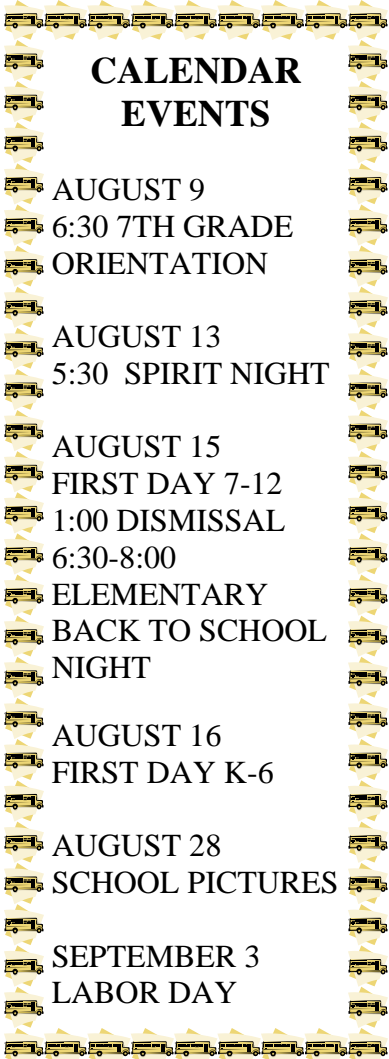 CALENDAR
EVENTS
AUGUST 9
6:30 7TH GRADE
ORIENTATION
AUGUST 13
5:30 SPIRIT NIGHT
AUGUST 15
FIRST DAY 7-12
1:00 DISMISSAL
6:30-8:00
ELEMENTARY
BACK TO SCHOOL
NIGHT
AUGUST 16
FIRST DAY K-6
AUGUST 28
SCHOOL PICTURES
SEPTEMBER 3
LABOR DAY